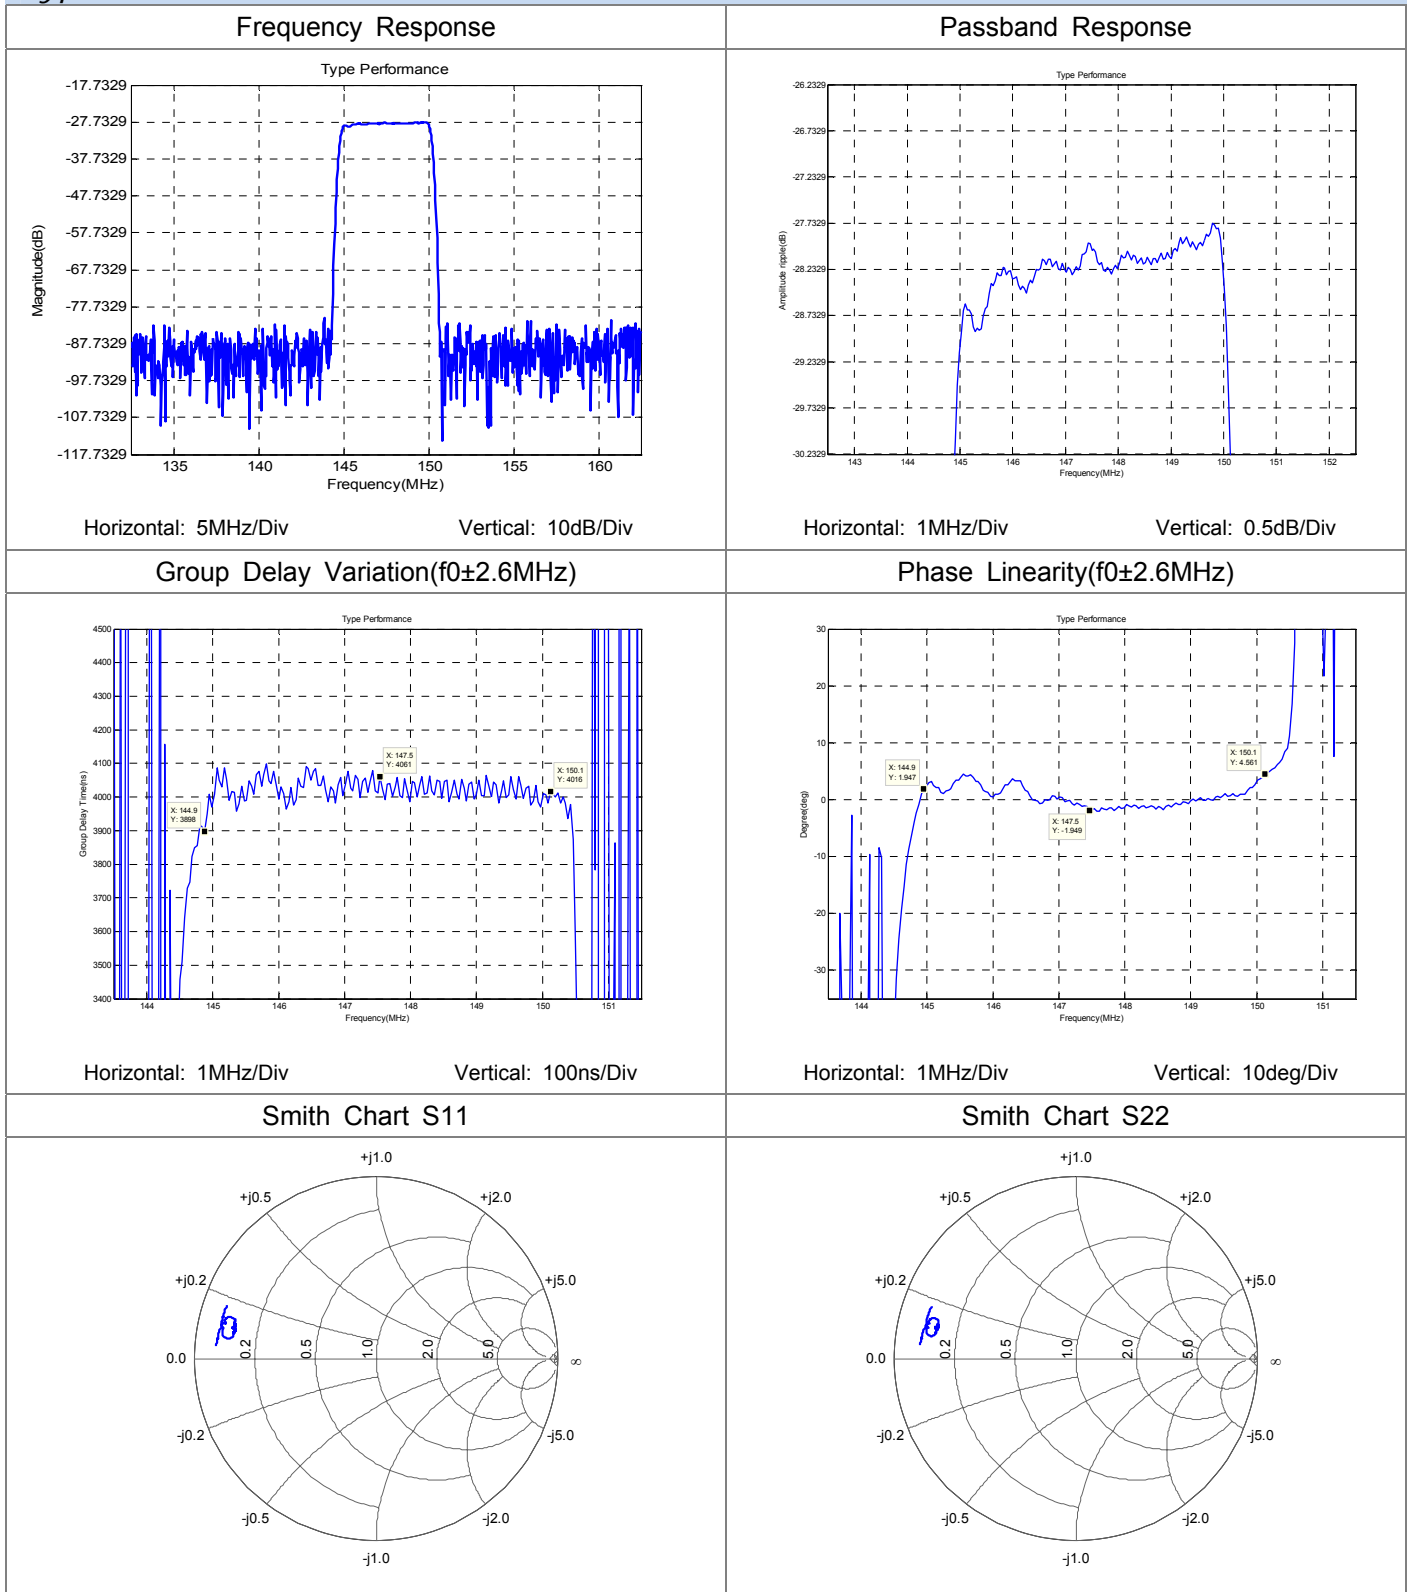 Frequency Response
Passband Response
Type Performance
-17.7329
-27.7329
-37.7329
-47.7329
-57.7329
-67.7329
-77.7329
-87.7329
-97.7329
-107.7329
-117.7329
Magnitude(dB)
135 140 145 150 155 160
Frequency(MHz)
Horizontal: 5MHz/Div Vertical: 10dB/Div
Type Performance
-26.2329
-26.7329
-27.2329
-27.7329
-28.2329
-28.7329
-29.2329
-29.7329
-30.2329
Amplitude ripple(dB)
143 144 145 146 147 148 149 150 151 152
Frequency(MHz)
Horizontal: 1MHz/Div Vertical: 0.5dB/Div
Group Delay Variation(f0±2.6MHz)
Phase Linearity(f0±2.6MHz)
Type Performance
4500
4400
4300
4200
4100
4000
3900
3800
3700
3600
3500
3400
Group Delay Time(ns)
X: 144.9
Y: 3898
X: 147.5
Y: 4061
X: 150.1
Y: 4016
144 145 146 147 148 149 150 151
Frequency(MHz)
Horizontal: 1MHz/Div Vertical: 100ns/Div
Type Performance
30
20
10
0
-10
-20
-30
Degree(deg)
X: 144.9
Y: 1.947
X: 147.5
Y: -1.949
X: 150.1
Y: 4.561
144 145 146 147 148 149 150 151
Frequency(MHz)
Horizontal: 1MHz/Div Vertical: 10deg/Div
Smith Chart S11
Smith Chart S22
+j1.0
+j0.5 +j2.0
+j0.2 +j5.0
0.0 0.2 0.5 1.0 2.0 5.0 ∞
-j0.2 -j5.0
-j0.5 -j2.0
-j1.0
+j1.0
+j0.5 +j2.0
+j0.2 +j5.0
0.0 0.2 0.5 1.0 2.0 5.0 ∞
-j0.2 -j5.0
-j0.5 -j2.0
-j1.0